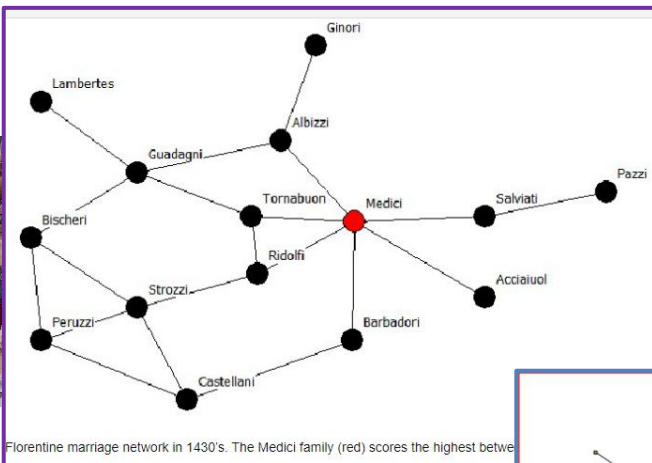 Ginori
Lambertes
Albizzi
Guadagni
Pazzi
Tornabuon
Medici
Salviati
Bischeri
Ridolfi
Acciaiuol
Strozzi
Peruzzi
Barbadori
Castellani
Florentine marriage network in 1430's. The Medici family (red) scores the highest